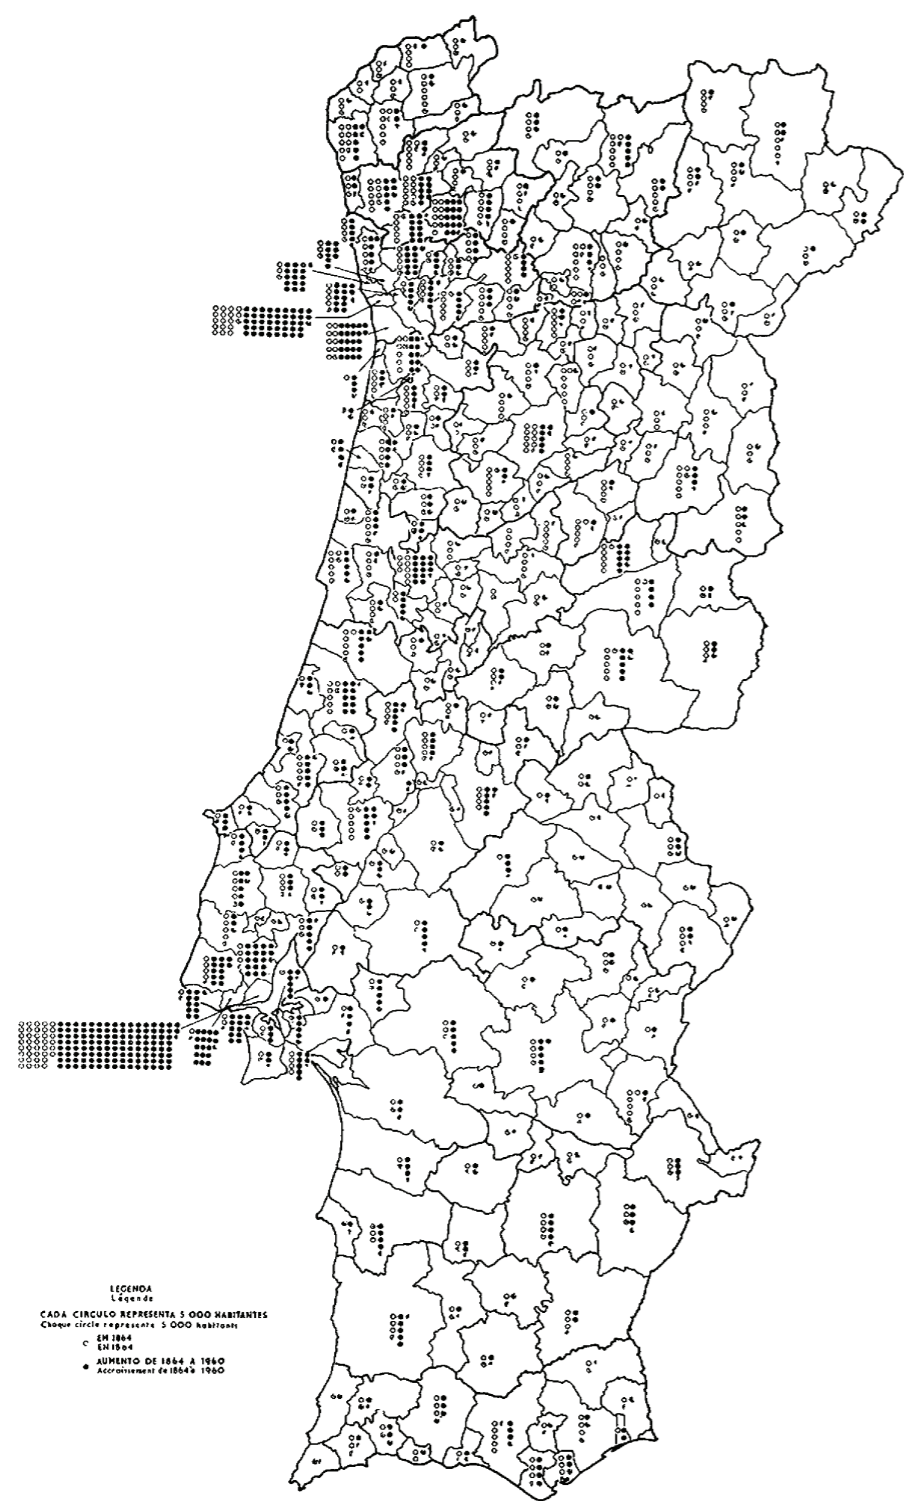 LEGENDA
Légende
CADA CIRCULO REPRESENTA 5 000 HABITANTES
Chaque circle represente 5 000 habitants
EM 1864
EN 1864
AUMENTO DE 1864 A 1960
Accroissement de 1864 à 1960